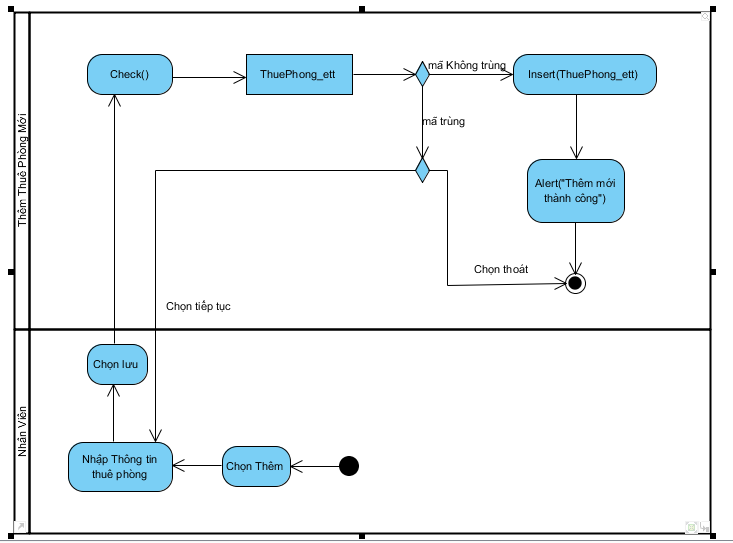 Thêm Thuê Phòng Mới
Check()
ThuePhong_ett
mã Không trùng
Insert(ThuePhong_ett)
mã trùng
Alert("Thêm mới
thành công")
Chọn thoát
Chọn tiếp tục
Nhân Viên
Chọn lưu
Nhập Thông tin
thuê phòng
Chọn Thêm